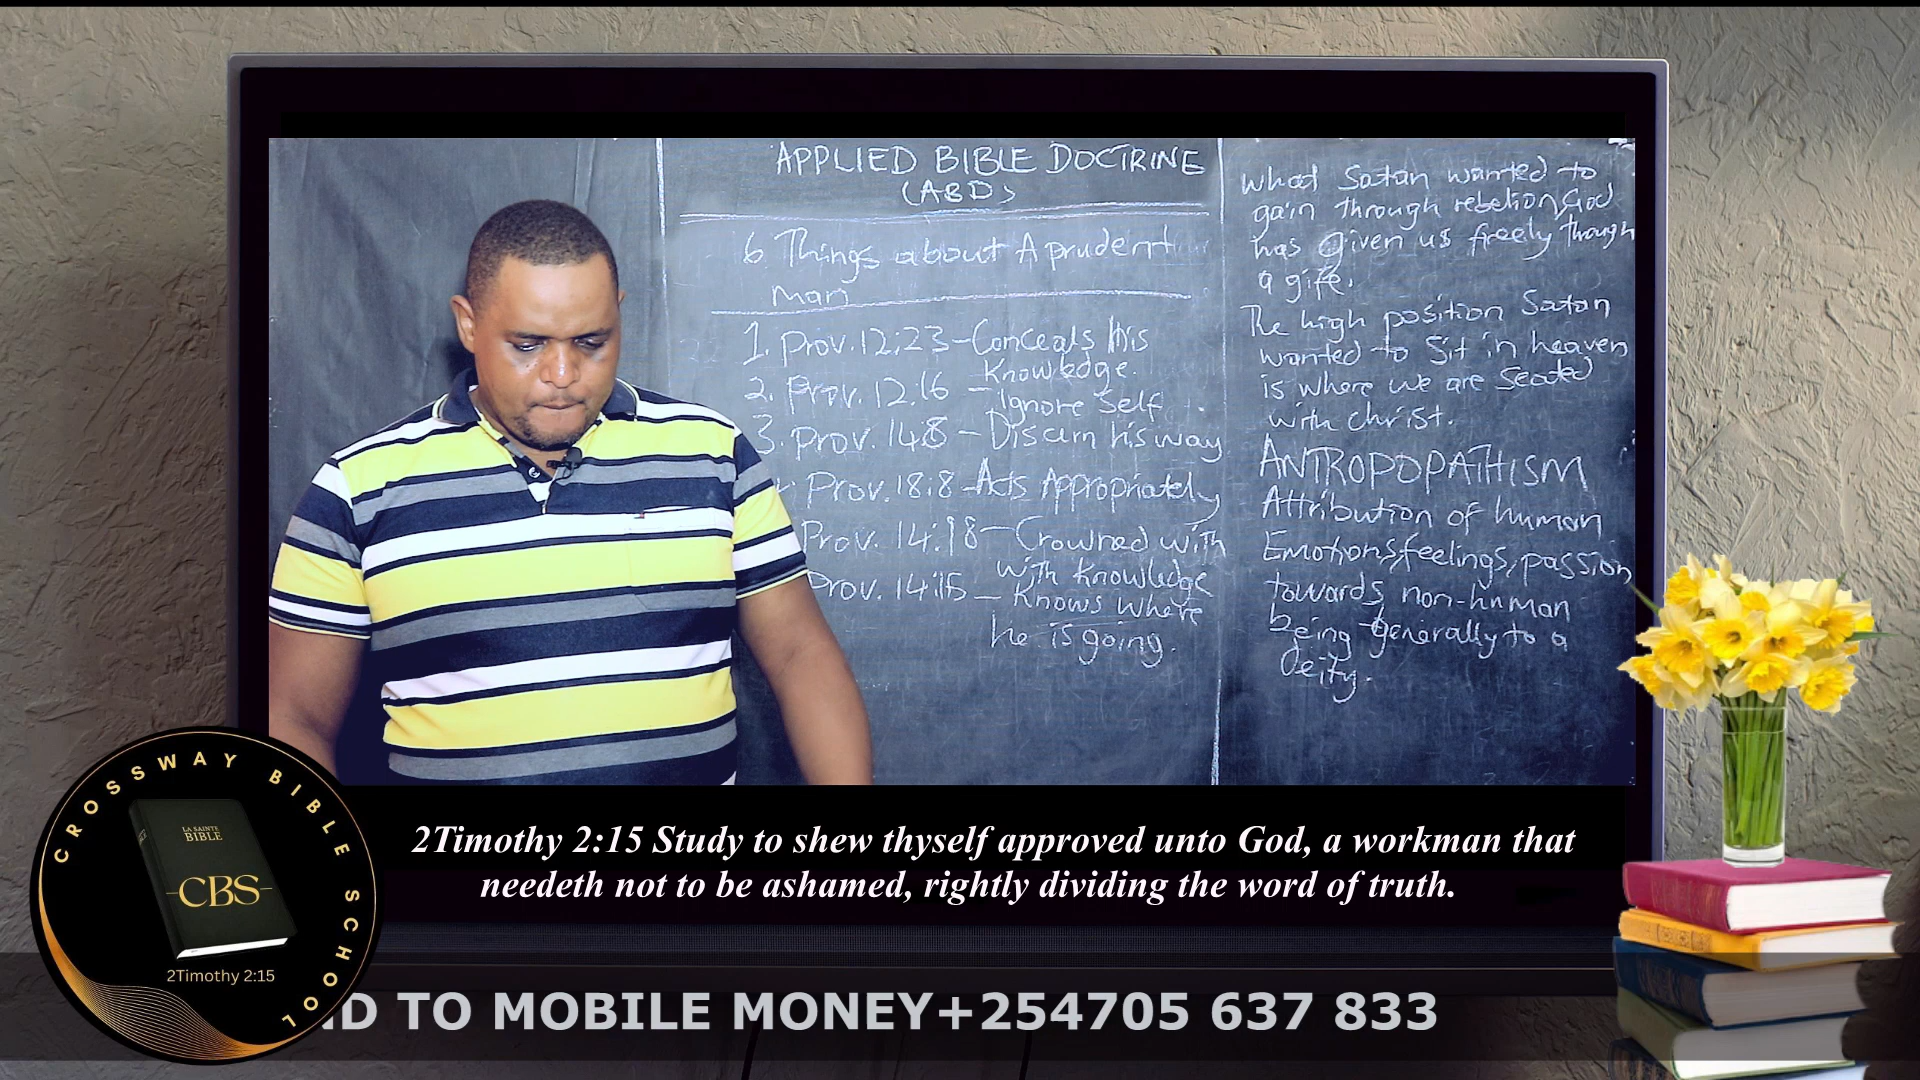 APPLIED BIBLE DOCTRINE
(ABD)
6 Things about A prudent
man
1. Prov. 12:23 - Conceals His
Knowledge.
2. Prov. 12.16 - ignore Self
3. Prov. 14:8 - Discern his way
Prov. 18:8 - Acts Appropriately
Prov. 14:18 - Crowned with
with knowledge
Prov. 14:15 - Knows where
he is going.
What Satan wanted to
gain through rebelion, God
has given us freely through
a gift.
The high position Satan
wanted to Sit in heaven
is where we are Seated
with christ.
ANTROPOPATHISM
Attribution of human
Emotions, feelings, passion
towards non-human
being generally to a
deity.
2Timothy 2:15 Study to shew thyself approved unto God, a workman that
needeth not to be ashamed, rightly dividing the word of truth.
CROSSWAY BIBLE SCHOOL
LA SAINTE
BIBLE
CBS
2Timothy 2:15
TO MOBILE MONEY+254705 637 833